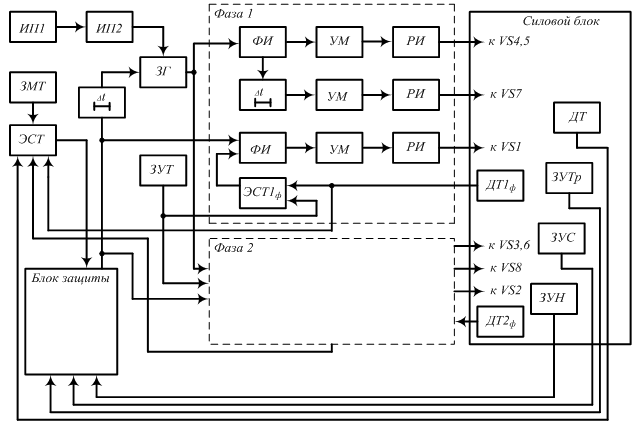 Фаза 1
Силовой блок
ИП1
ИП2
ФИ
УМ
РИ
к VS4,5
ЗМТ
ЗГ
Δt
Δt
УМ
РИ
к VS7
ДТ
ЭСТ
ФИ
УМ
РИ
к VS1
ЗУТ
ЭСТ1ф
ДТ1ф
ЗУТр
Фаза 2
к VS3,6
ЗУС
Блок защиты
к VS8
к VS2
ЗУН
ДТ2ф